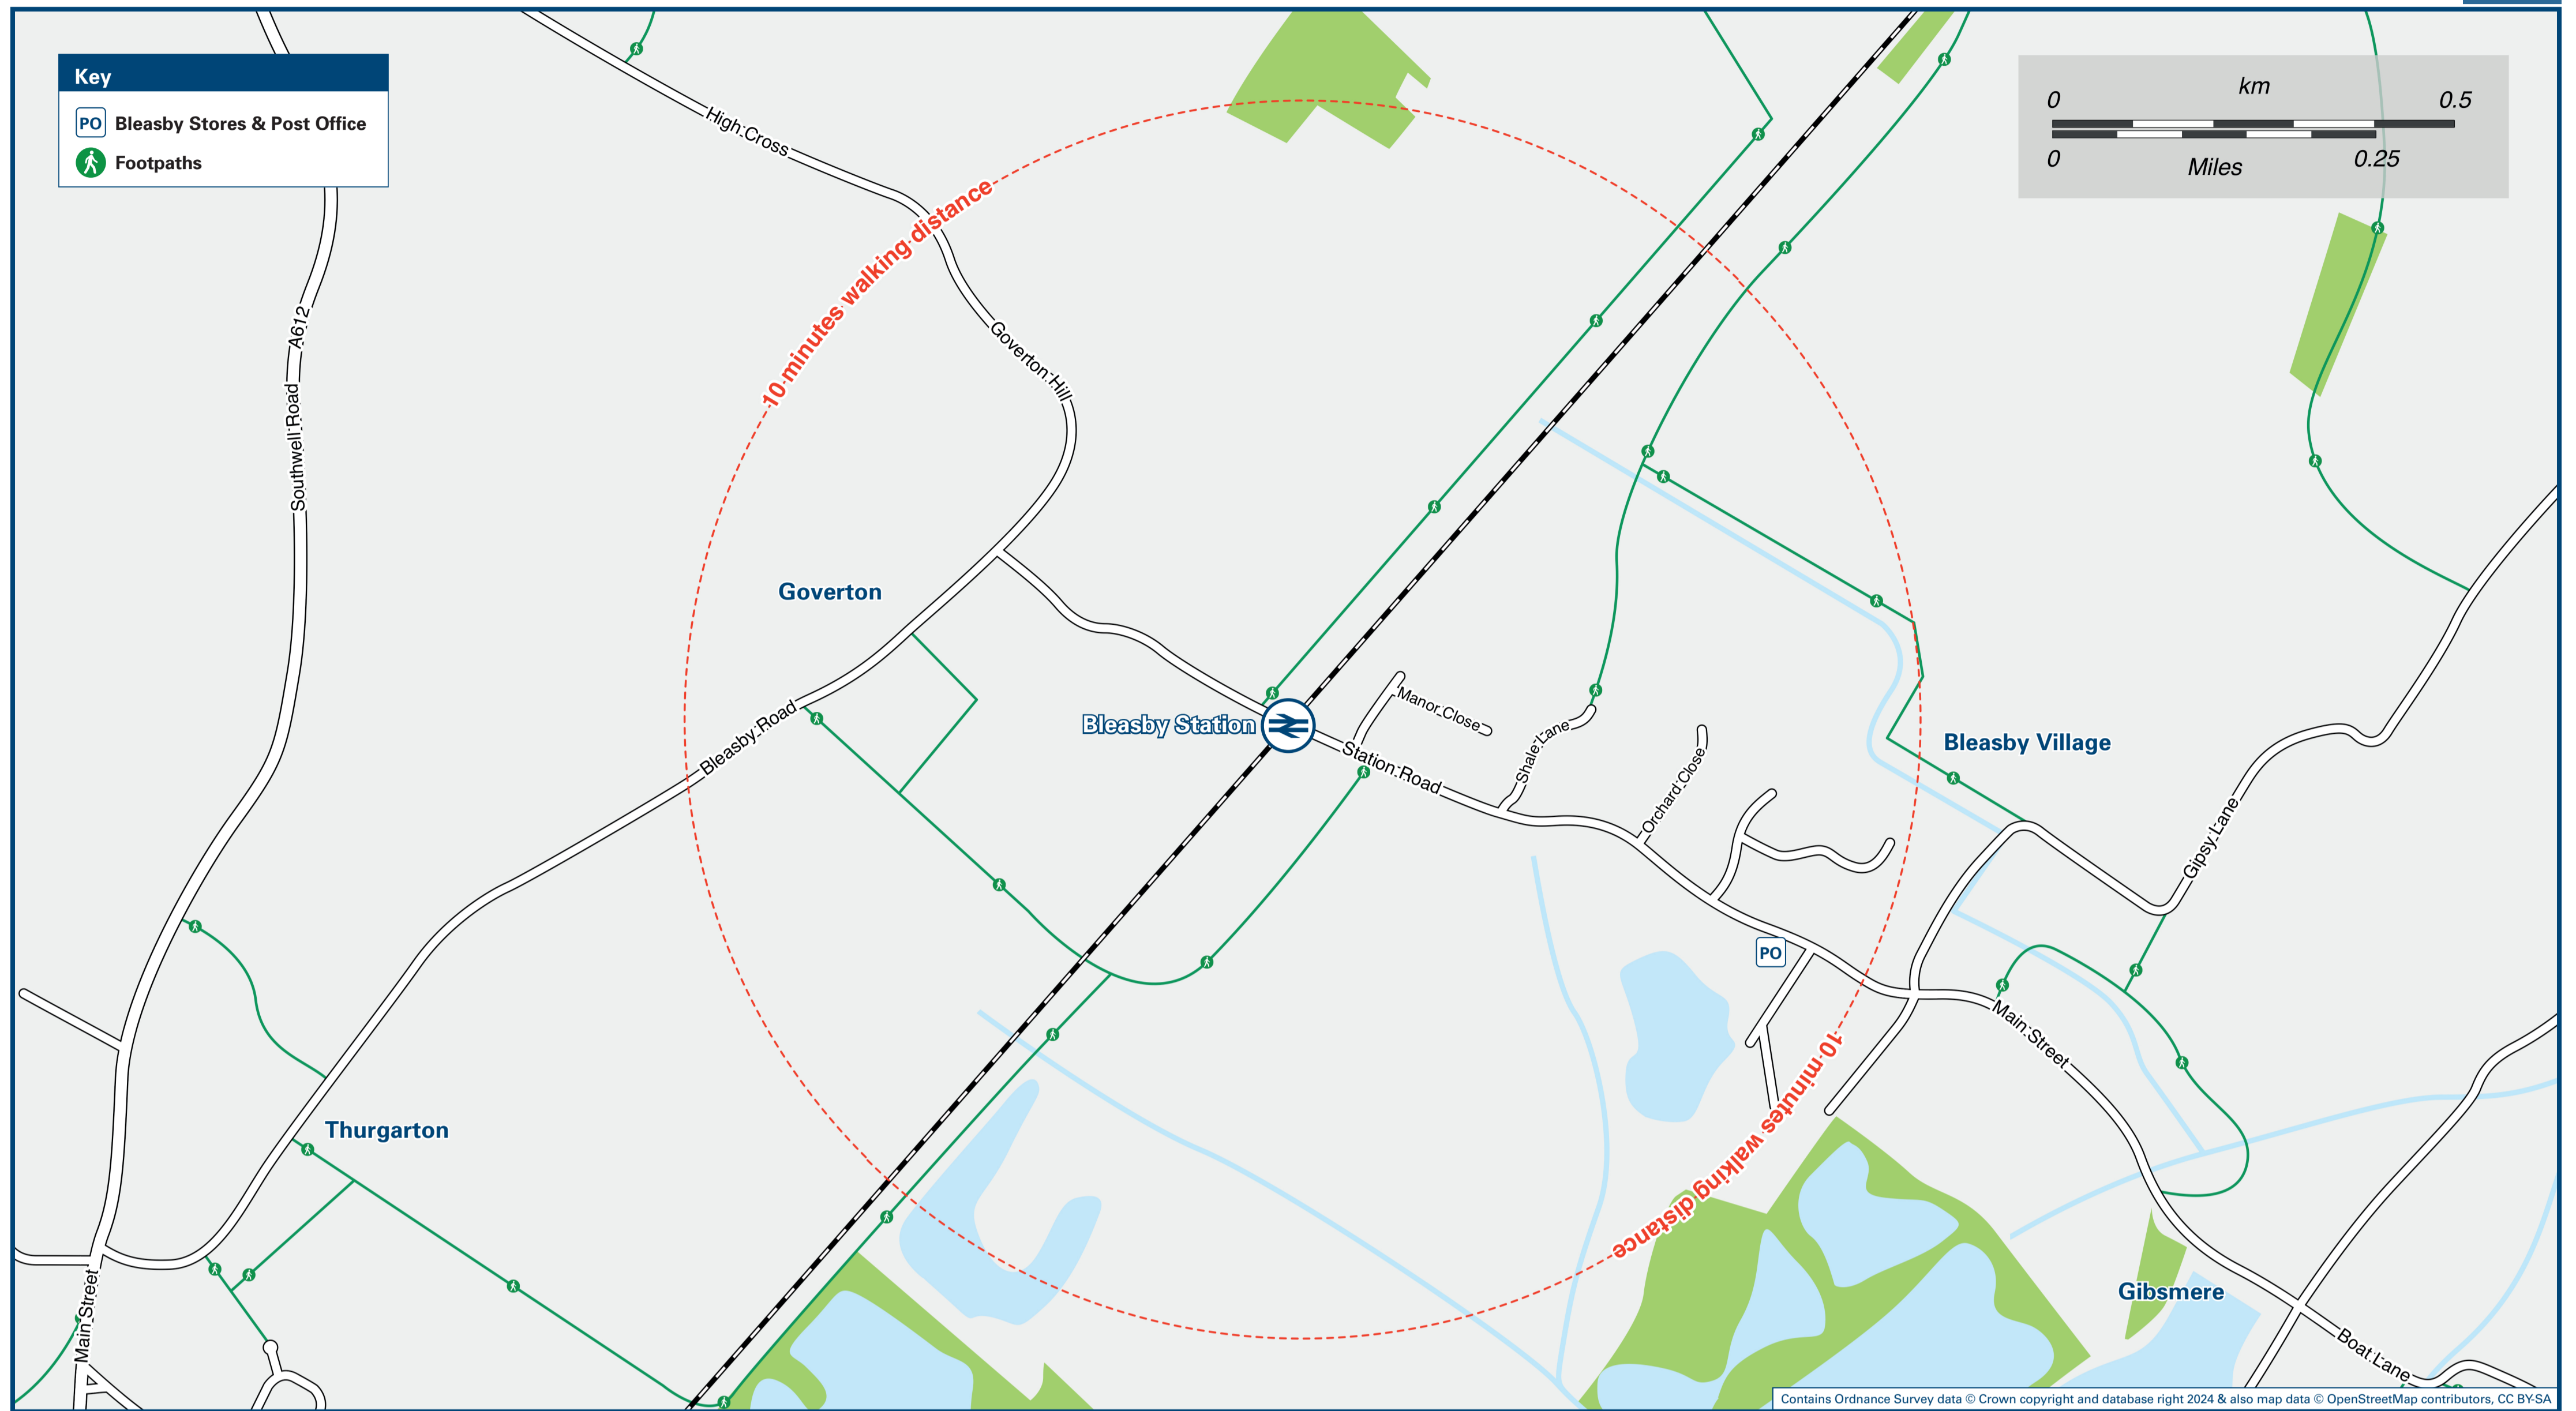 Key
PO Bleasby Stores & Post Office
Footpaths
km
0 0.5
0 0.25
Miles
High Cross
10 minutes walking distance
A612
Southwell Road
Goverton Hill
Goverton
Bleasby Road
Bleasby Station
Manor Close
Station Road
Shale Lane
Orchard Close
Bleasby Village
Gipsy Lane
PO
Main Street
10 minutes walking distance
Thurgarton
Main Street
Gibsmere
Boat Lane
Contains Ordnance Survey data © Crown copyright and database right 2024 & also map data © OpenStreetMap contributors, CC BY-SA